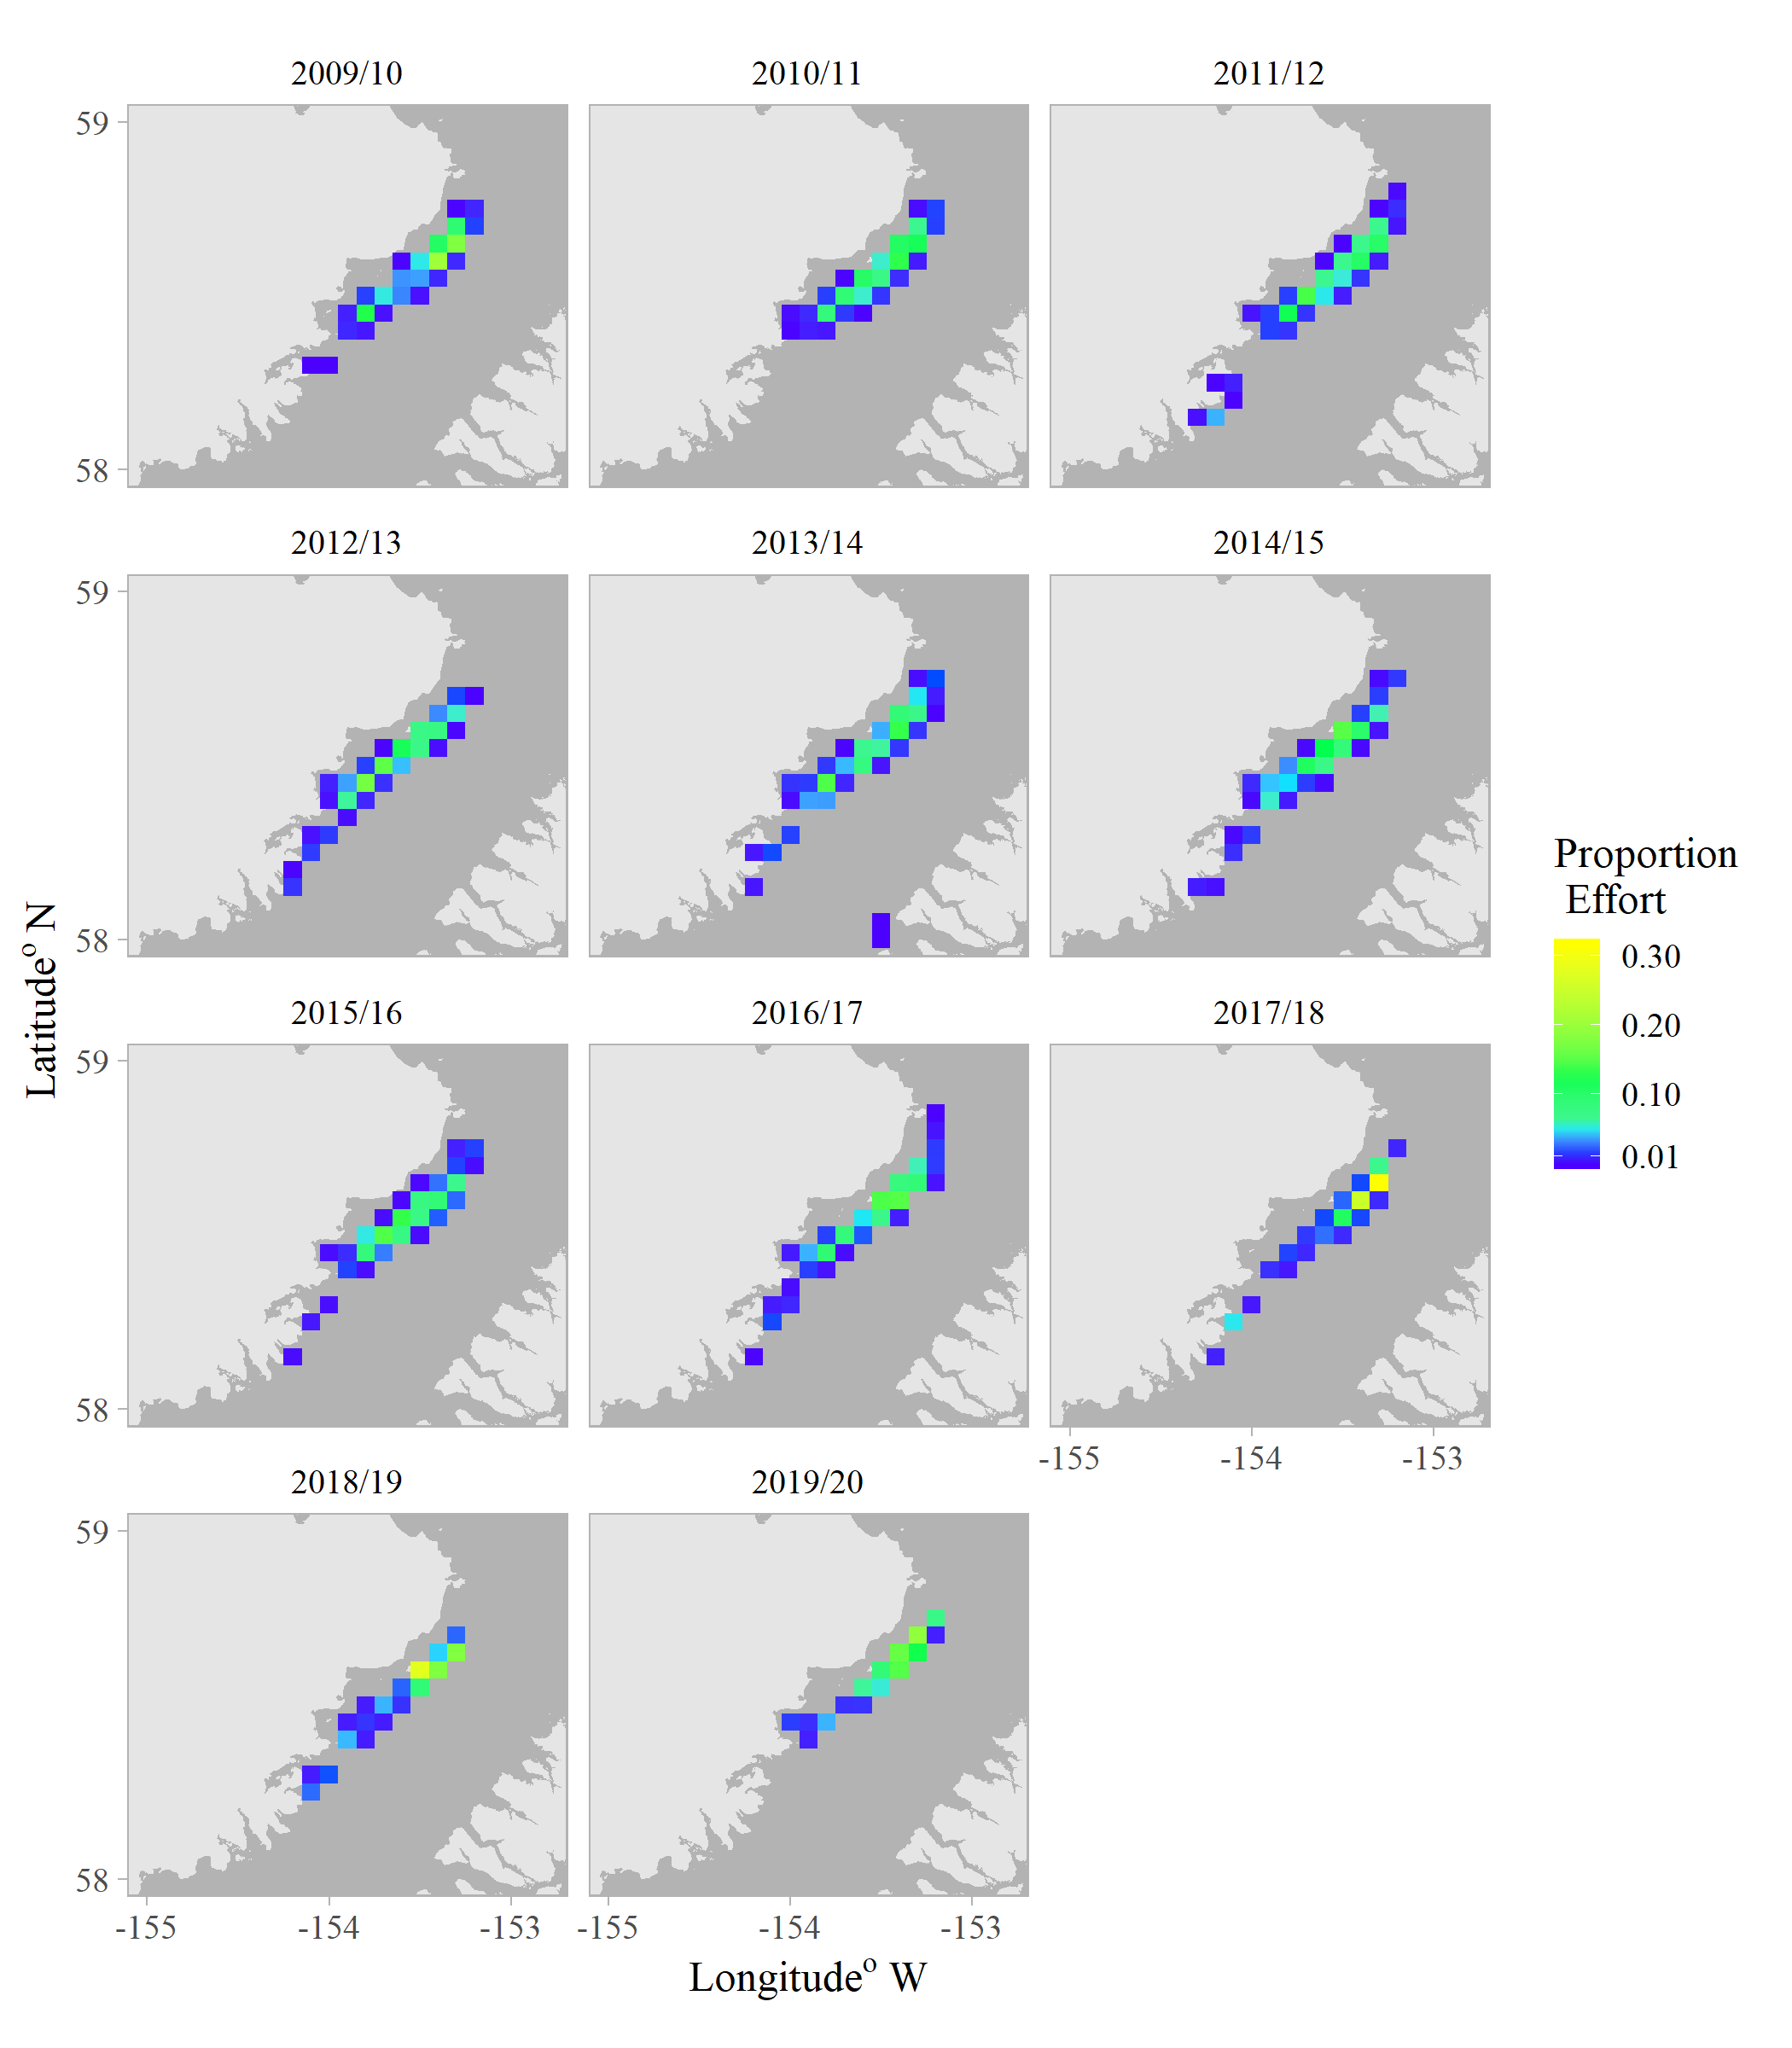 2009/10 2010/11 2011/12
59
58
2012/13 2013/14 2014/15
59
58
Proportion
Effort
0.30
0.20
0.10
0.01
Latitude° N
2015/16 2016/17 2017/18
59
58
-155 -154 -153
2018/19 2019/20
59
58
-155 -154 -153 -155 -154 -153
Longitude° W